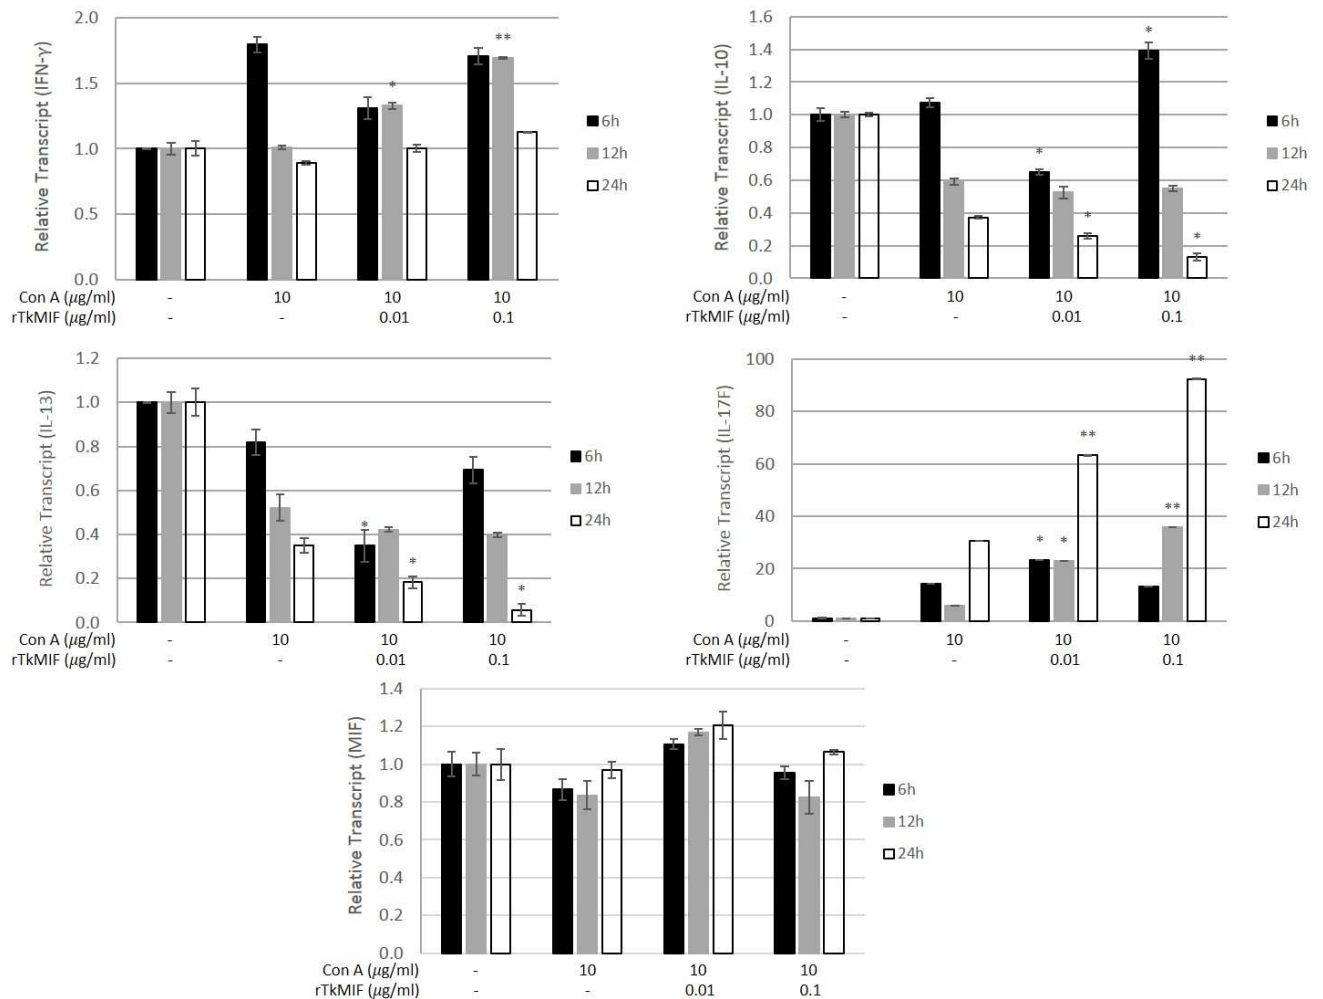 Relative Transcript (IFN-γ)
2.0
1.5
1.0
0.5
0.0
*
**
6h
12h
24h
Con A (μg/ml) - 10 10 10
rTkMIF (μg/ml) - - 0.01 0.1
Relative Transcript (IL-10)
1.6
1.4
1.2
1.0
0.8
0.6
0.4
0.2
0.0
*
*
*
*
6h
12h
24h
Con A (μg/ml) - 10 10 10
rTkMIF (μg/ml) - - 0.01 0.1
Relative Transcript (IL-13)
1.2
1.0
0.8
0.6
0.4
0.2
0.0
*
*
*
6h
12h
24h
Con A (μg/ml) - 10 10 10
rTkMIF (μg/ml) - - 0.01 0.1
Relative Transcript (IL-17F)
100
80
60
40
20
0
*
*
**
**
**
6h
12h
24h
Con A (μg/ml) - 10 10 10
rTkMIF (μg/ml) - - 0.01 0.1
Relative Transcript (MIF)
1.4
1.2
1.0
0.8
0.6
0.4
0.2
0.0
6h
12h
24h
Con A (μg/ml) - 10 10 10
rTkMIF (μg/ml) - - 0.01 0.1